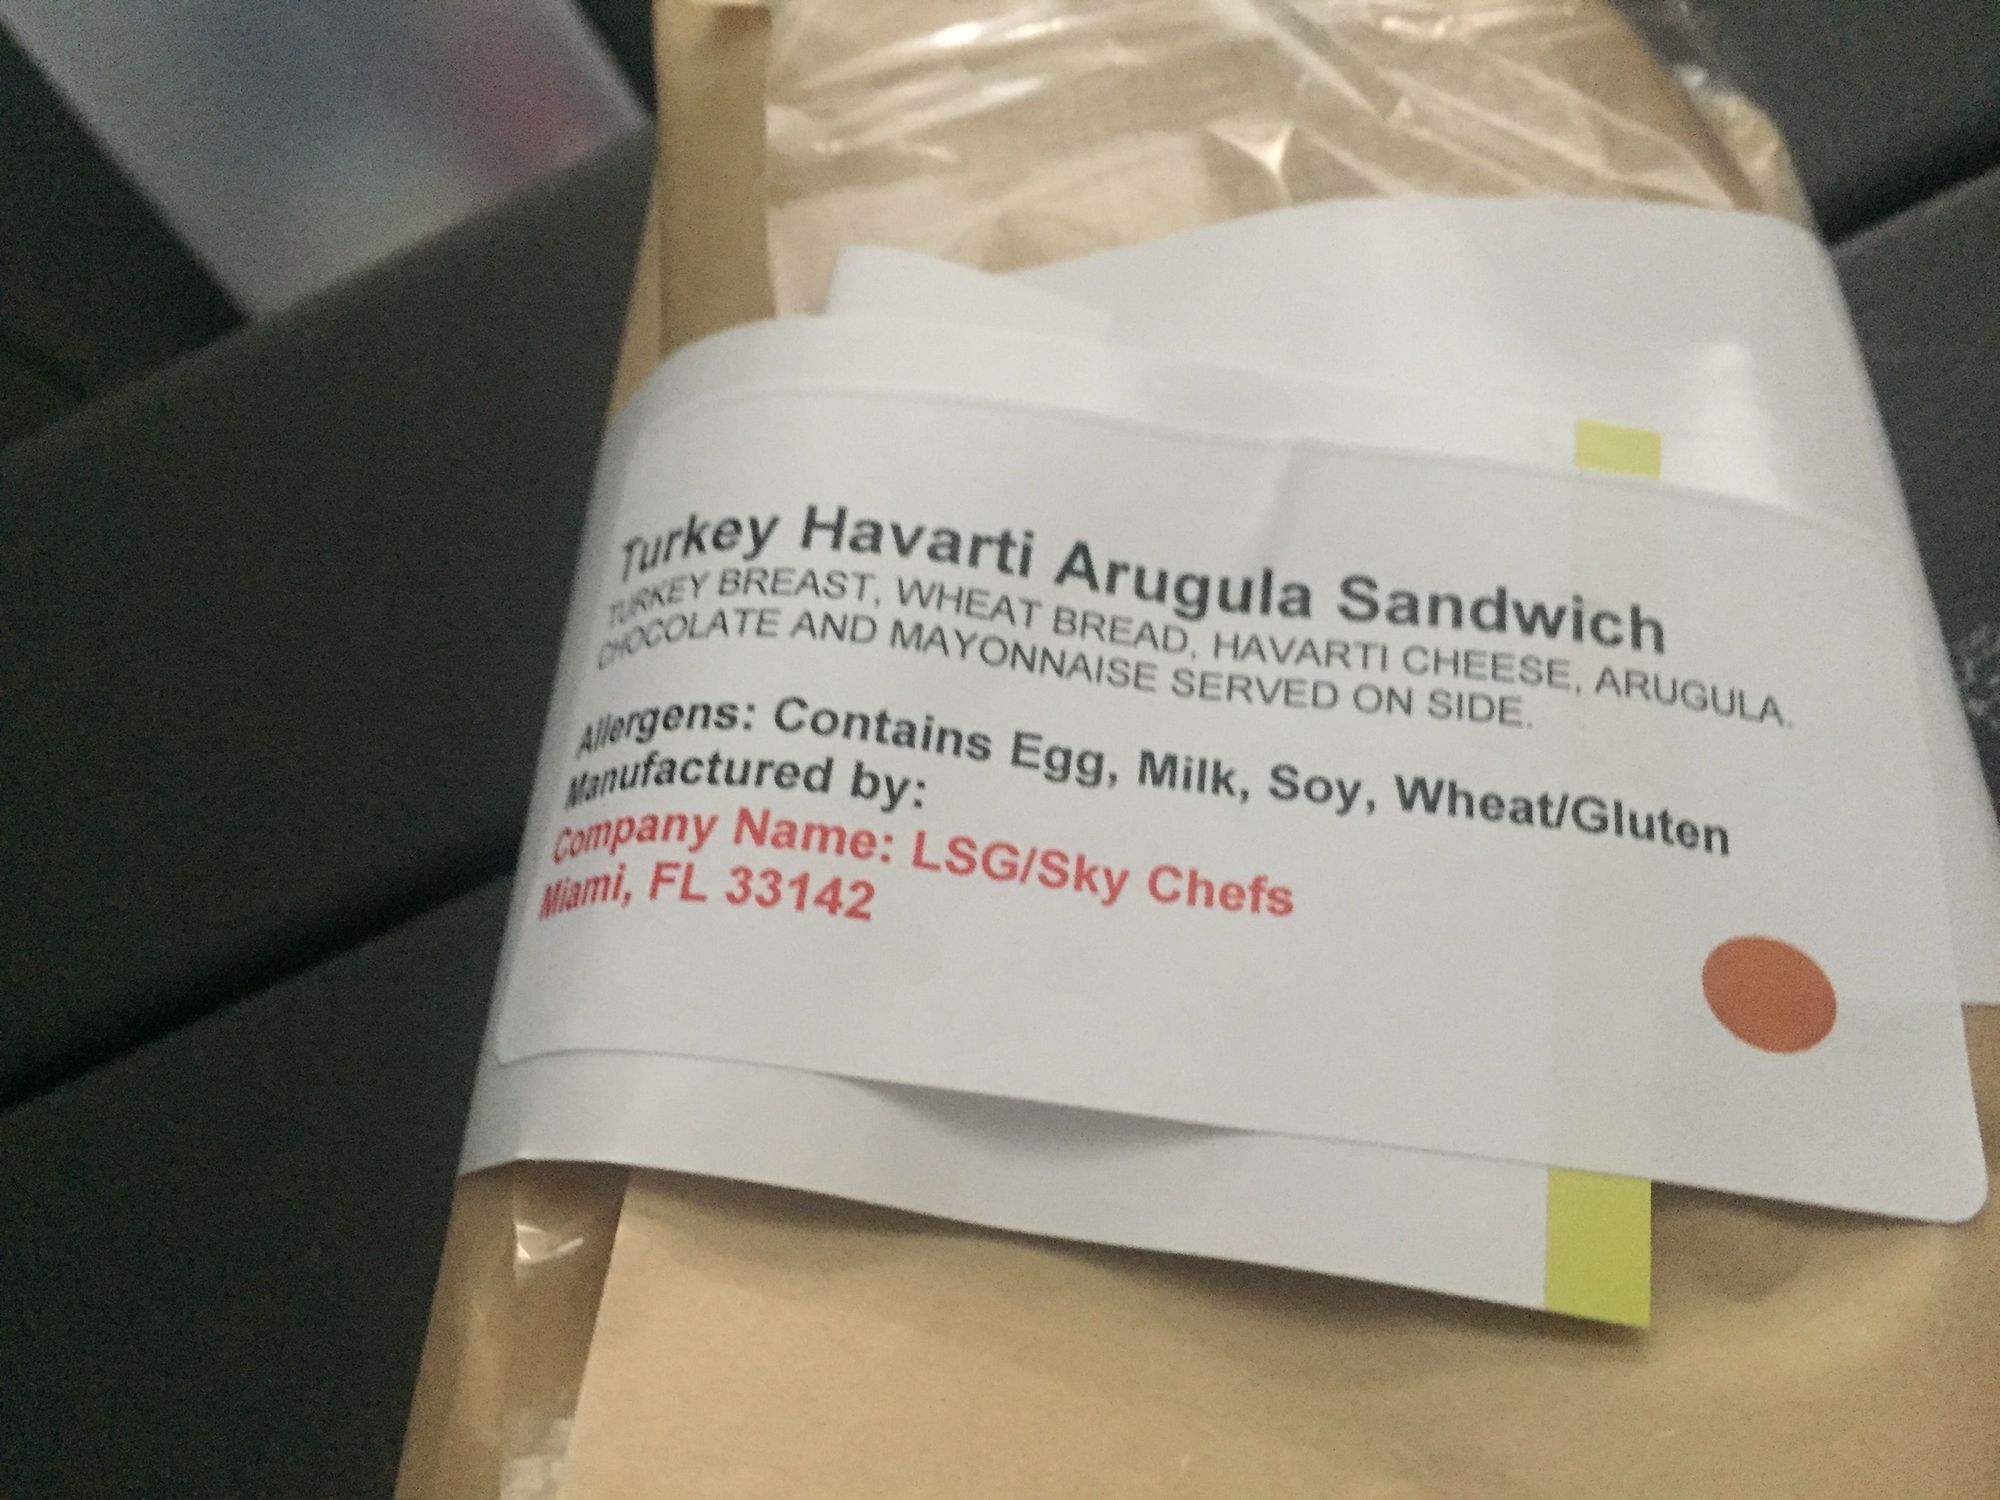 Turkey Havarti Arugula Sandwich
TURKEY BREAST, WHEAT BREAD, HAVARTI CHEESE, ARUGULA.
CHOCOLATE AND MAYONNAISE SERVED ON SIDE.
Allergens: Contains Egg, Milk, Soy, Wheat/Gluten
Manufactured by:
Company Name: LSG/Sky Chefs
Miami, FL 33142